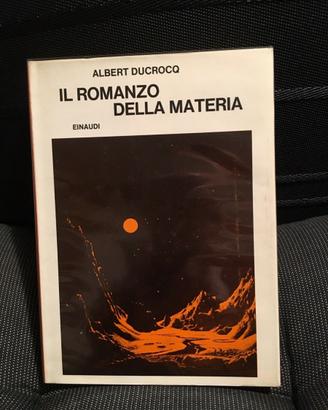 ALBERT DUCROCQ
IL ROMANZO
DELLA MATERIA
EINAUDI